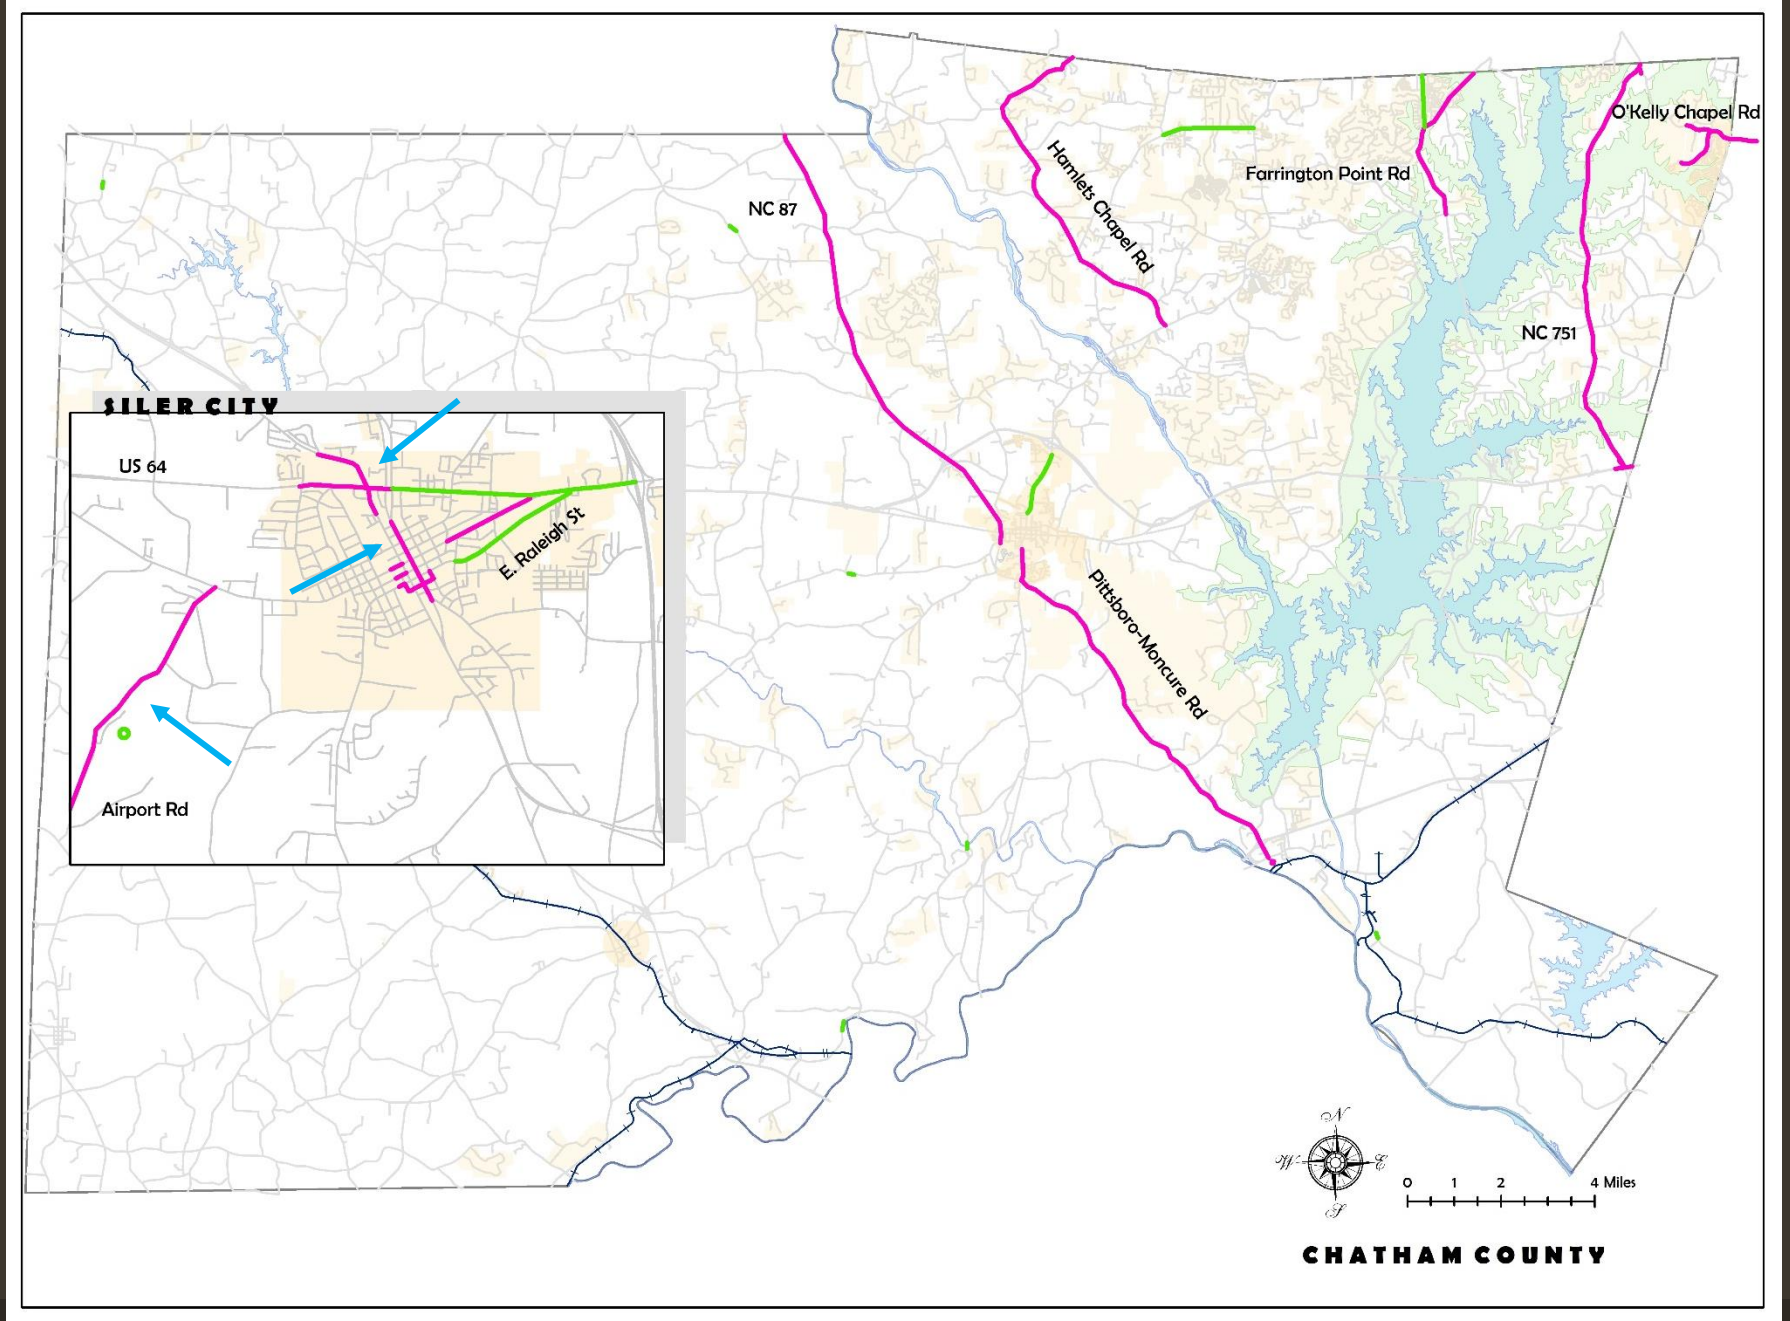 O'Kelly Chapel Rd
Hamlets Chapel Rd
Farrington Point Rd
NC 87
NC 751
SILER CITY
US 64
E. Raleigh St
Pittsboro-Moncure Rd
Airport Rd
N
W E
S
0 1 2 4 Miles
CHATHAM COUNTY